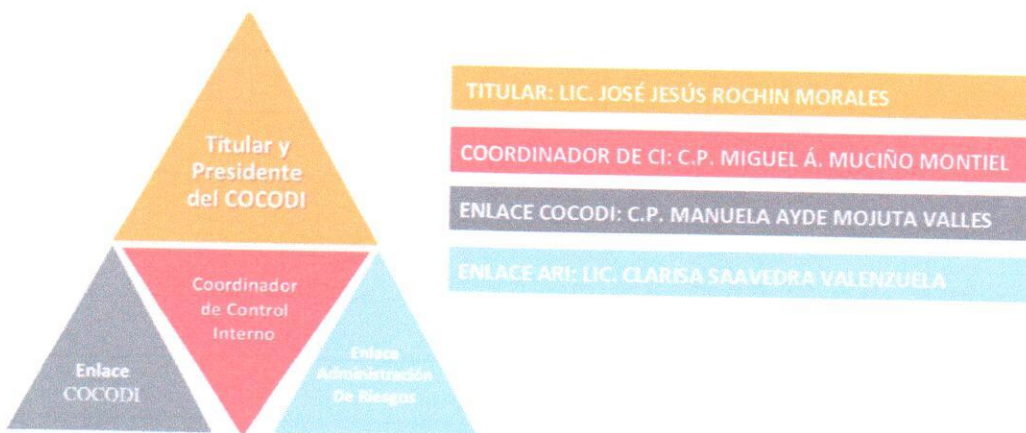 Titular y
Presidente
del COCODI
Coordinador
de Control
Interno
Enlace
COCODI
Enlace
Administración
De Riesgos
TITULAR: LIC. JOSÉ JESÚS ROCHIN MORALES
COORDINADOR DE CI: C.P. MIGUEL Á. MUCIÑO MONTIEL
ENLACE COCODI: C.P. MANUELA AYDE MOJUTA VALLES
ENLACE ARI: LIC. CLARISA SAAVEDRA VALENZUELA